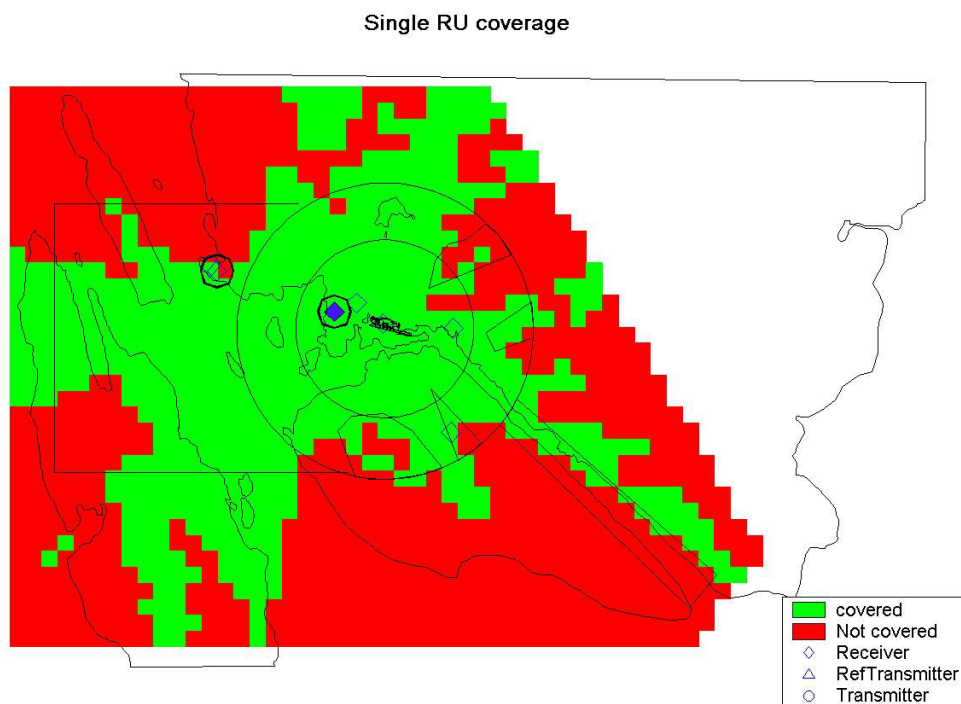 Single RU coverage
covered
Not covered
Receiver
RefTransmitter
Transmitter